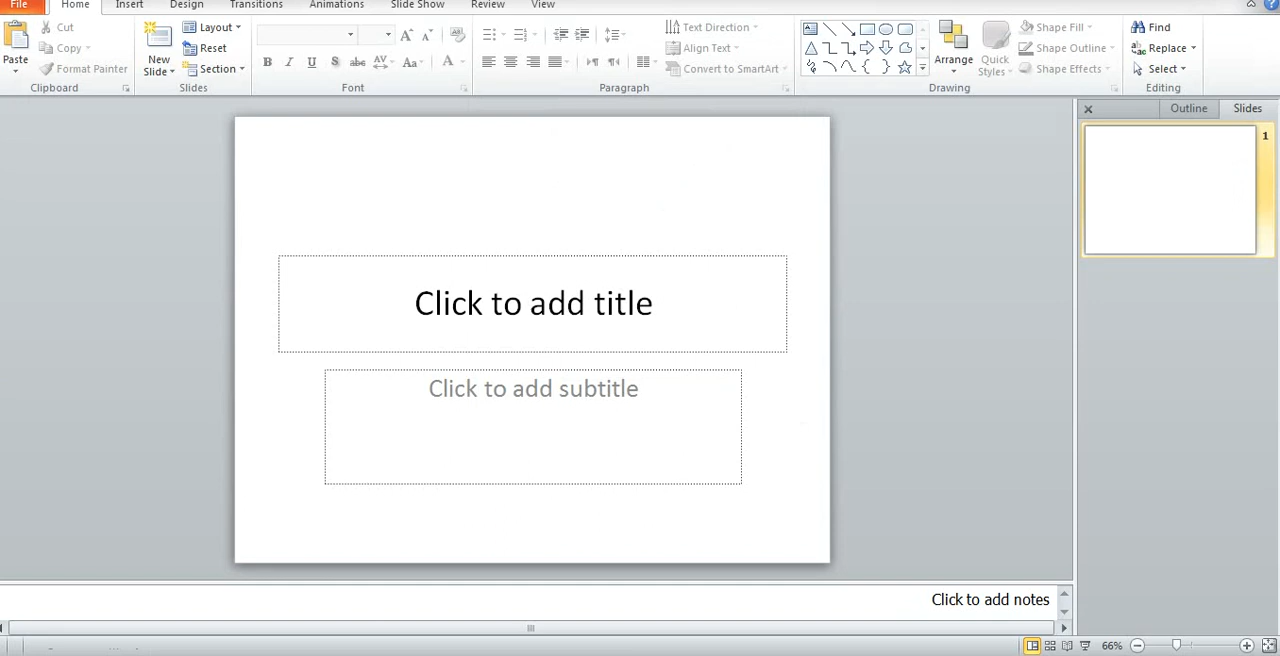 File Home Insert Design Transitions Animations Slide Show Review View
Cut Layout Text Direction Shape Fill Find
Copy Reset Align Text Shape Outline Replace
Paste Format Painter New Slide Section B I U S abc AV Aa A Convert to SmartArt Arrange Quick Styles Shape Effects Select
Clipboard Slides Font Paragraph Drawing Editing
Outline Slides
1
Click to add title
Click to add subtitle
Click to add notes
66%